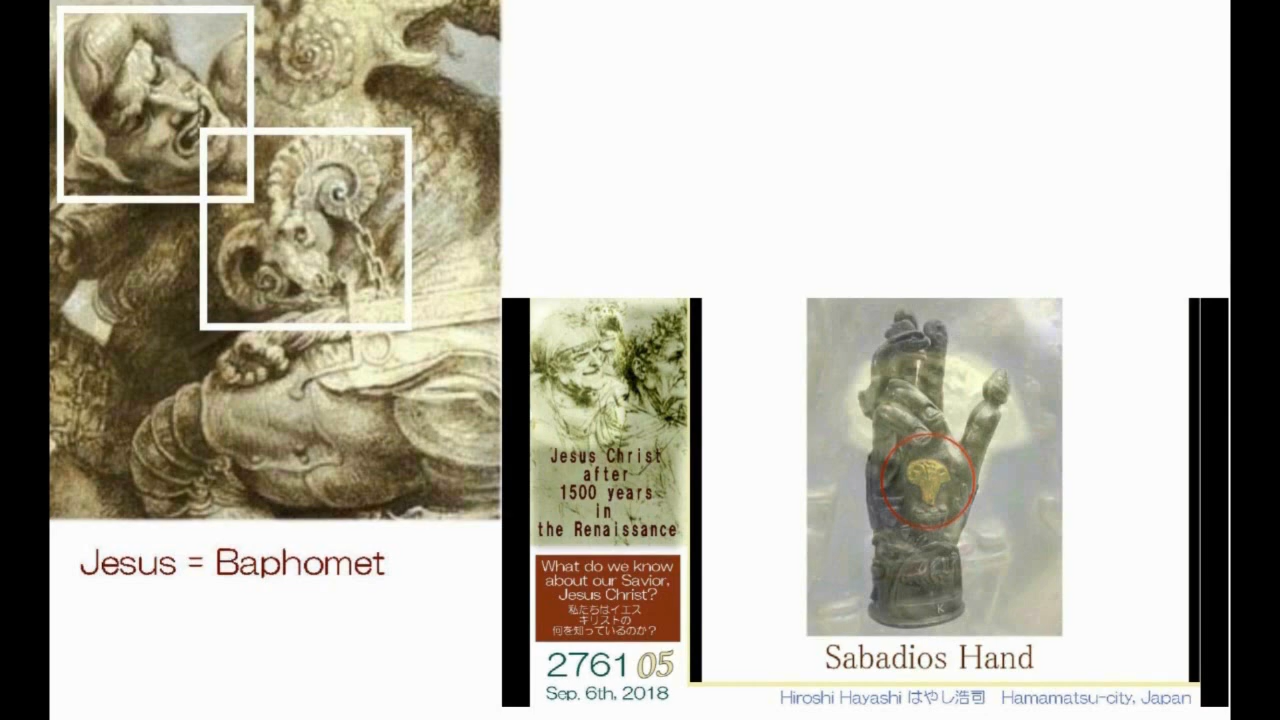 Jesus = Baphomet
Jesus Christ
after
1500 years
in
the Renaissance
What do we know
about our Savior,
Jesus Christ?
私たちはイエス
キリストの
何を知っているのか？
2761 05
Sep. 6th, 2018
K
Sabadios Hand
Hiroshi Hayashi はやし浩司 Hamamatsu-city, Japan